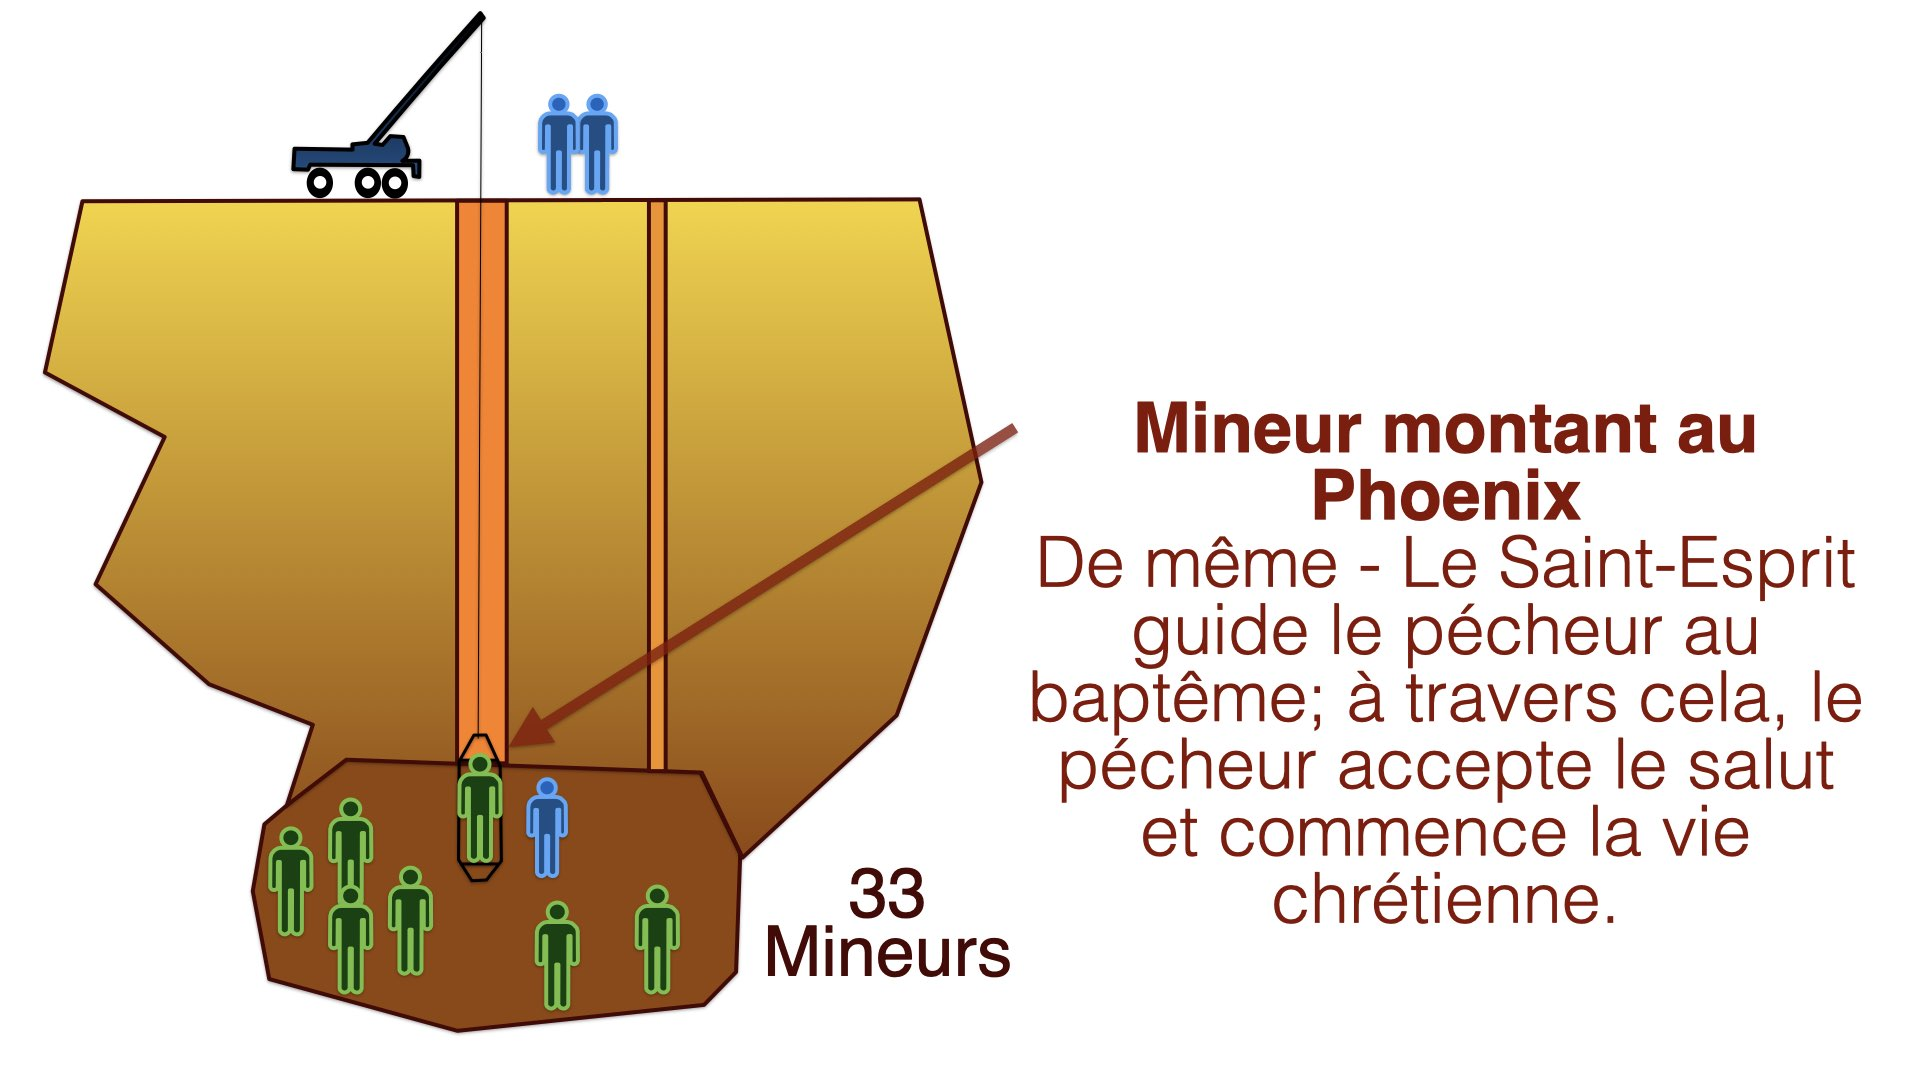 Mineur montant au
Phoenix
De même - Le Saint-Esprit
guide le pécheur au
baptême; à travers cela, le
pécheur accepte le salut
et commence la vie
chrétienne.
33
Mineurs